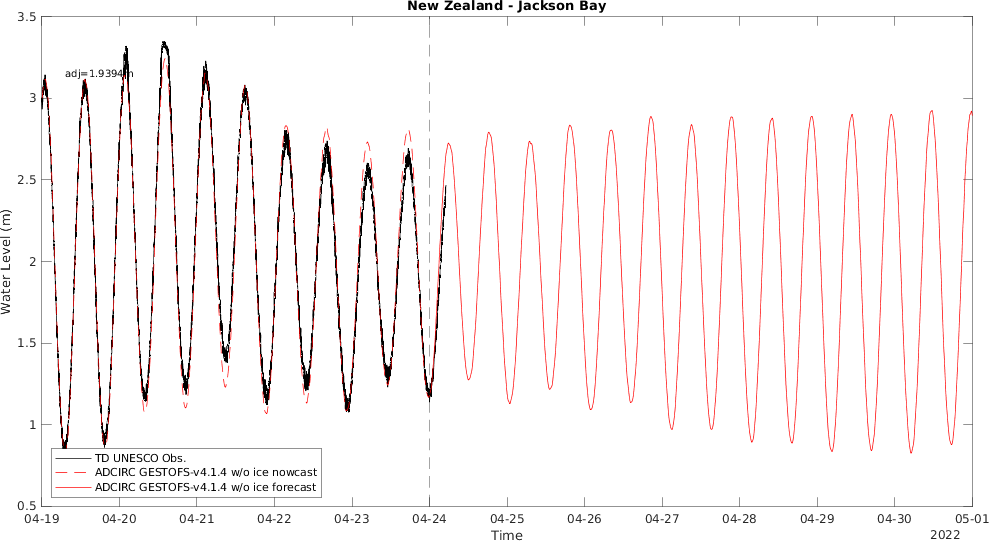 New Zealand - Jackson Bay
3.5
3
2.5
2
1.5
1
0.5
Water Level (m)
adj=1.9394m
TD UNESCO Obs.
ADCIRC GESTOFS-v4.1.4 w/o ice nowcast
ADCIRC GESTOFS-v4.1.4 w/o ice forecast
04-19 04-20 04-21 04-22 04-23 04-24 04-25 04-26 04-27 04-28 04-29 04-30 05-01
Time
2022